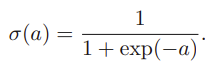 σ(a) = 1 / (1 + exp(−a)).